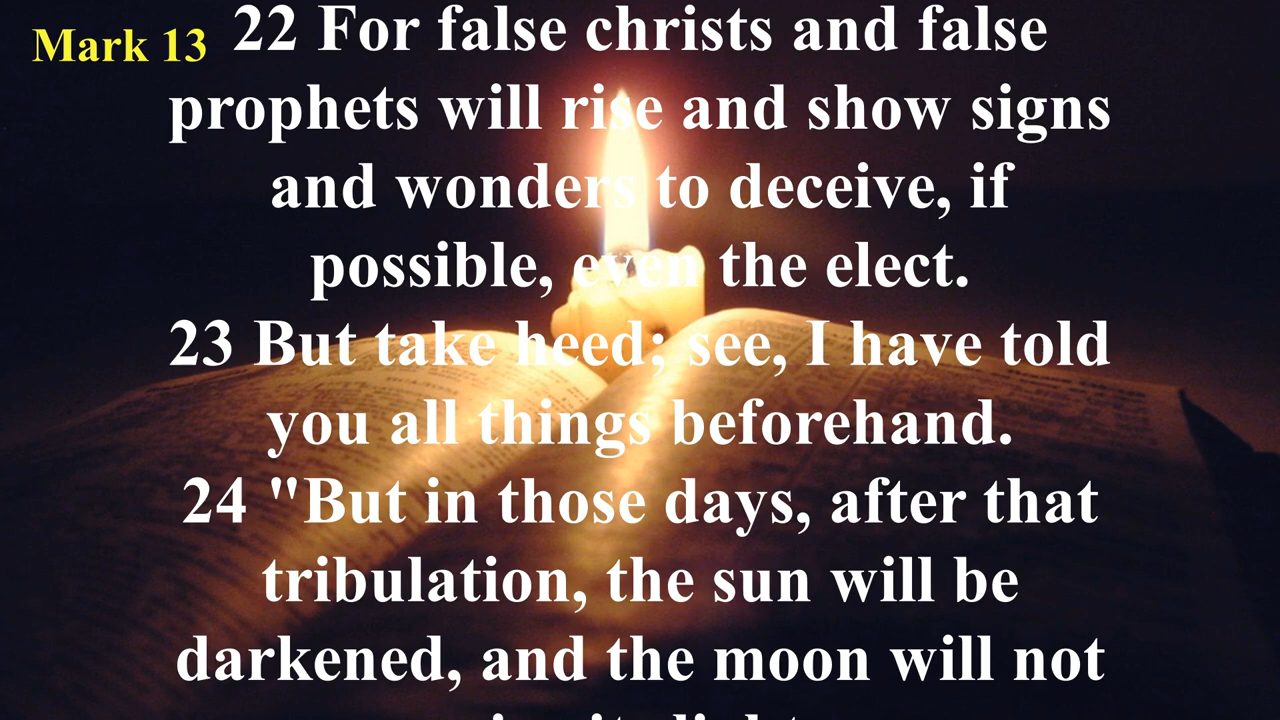 Mark 13
22 For false christs and false
prophets will rise and show signs
and wonders to deceive, if
possible, even the elect.
23 But take heed; see, I have told
you all things beforehand.
24 "But in those days, after that
tribulation, the sun will be
darkened, and the moon will not